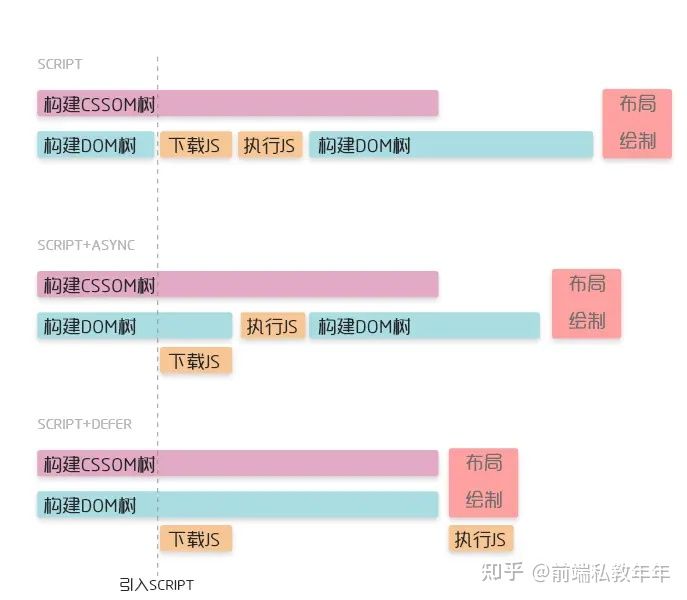 SCRIPT
构建CSSOM树
布局
构建DOM树 下载JS 执行JS 构建DOM树
绘制
SCRIPT+ASYNC
构建CSSOM树
布局
构建DOM树 执行JS 构建DOM树
绘制
下载JS
SCRIPT+DEFER
构建CSSOM树
布局
构建DOM树
绘制
下载JS 执行JS
引入SCRIPT
知乎 @前端私教年年